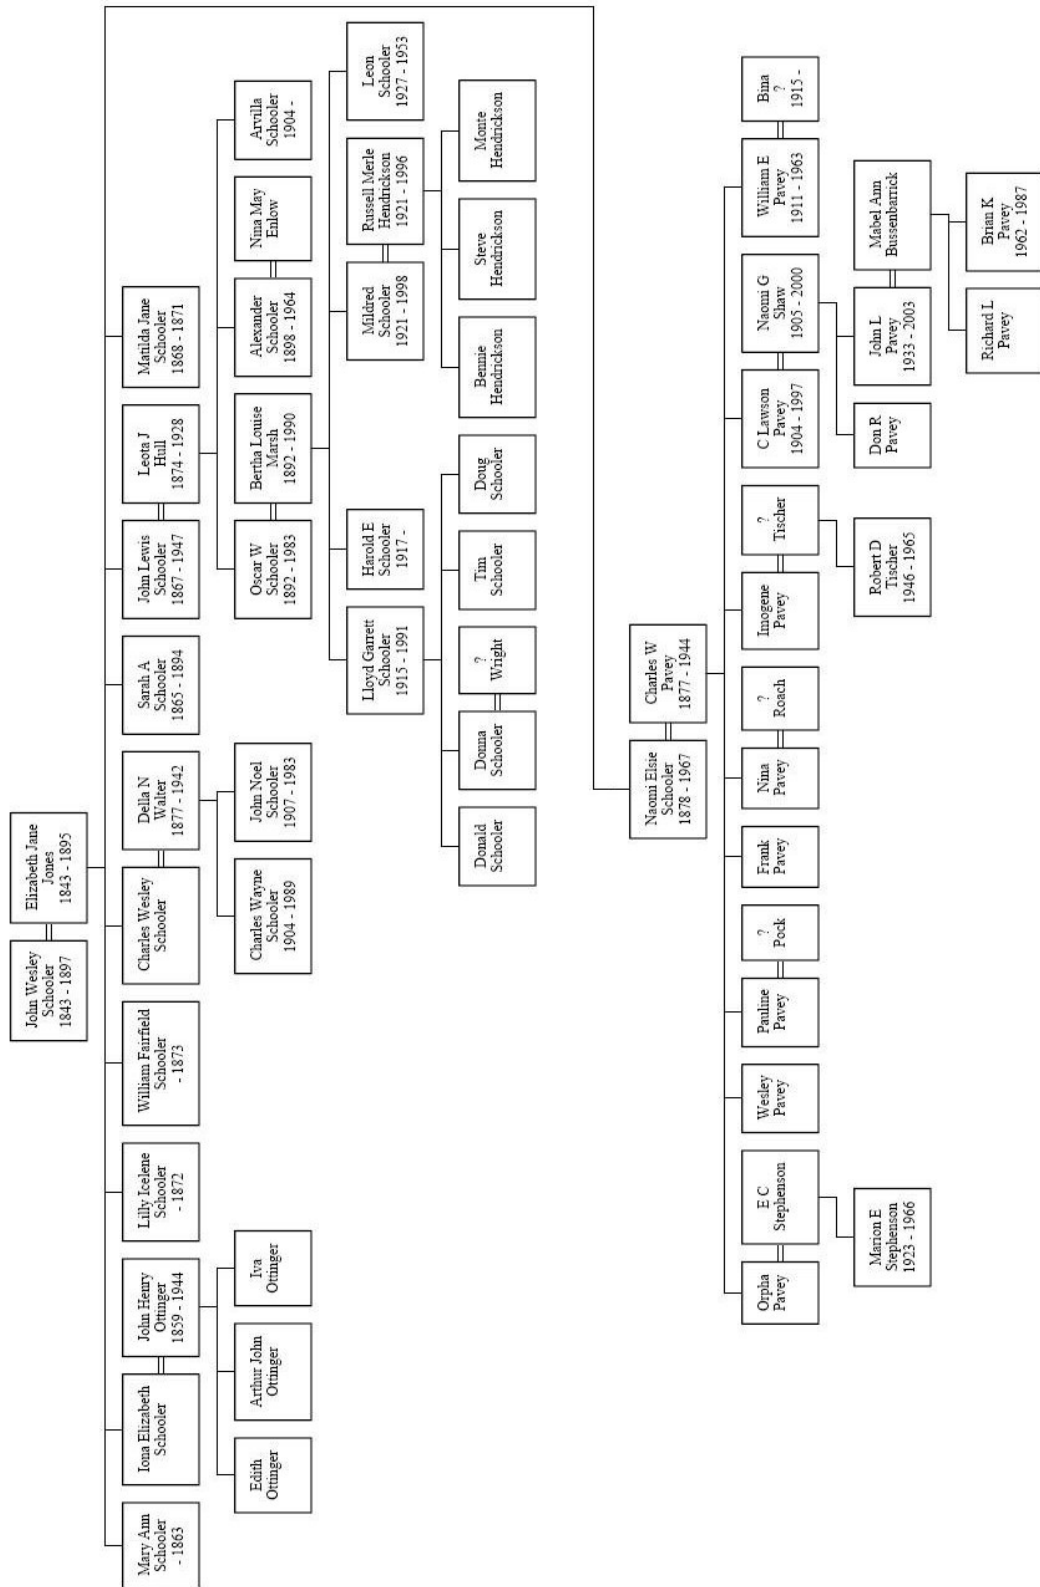 John Wesley
Schooler
1843 - 1897
Elizabeth Jane
Jones
1843 - 1895
Mary Ann
Schooler
- 1863
Iona Elizabeth
Schooler
John Henry
Ottinger
1859 - 1944
Lilly Icelene
Schooler
- 1872
William Fairfield
Schooler
- 1873
Charles Wesley
Schooler
Della N
Walter
1877 - 1942
Sarah A
Schooler
1865 - 1894
John Lewis
Schooler
1867 - 1947
Leota J
Hull
1874 - 1928
Matilda Jane
Schooler
1868 - 1871
Edith
Ottinger
Arthur John
Ottinger
Iva
Ottinger
Charles Wayne
Schooler
1904 - 1989
John Noel
Schooler
1907 - 1983
Oscar W
Schooler
1892 - 1983
Bertha Louise
Marsh
1892 - 1990
Alexander
Schooler
1898 - 1964
Nina May
Enlow
Arvilla
Schooler
1904 -
Lloyd Garrett
Schooler
1915 - 1991
Harold E
Schooler
1917 -
Mildred
Schooler
1921 - 1998
Russell Merle
Hendrickson
1921 - 1996
Leon
Schooler
1927 - 1953
Donald
Schooler
Donna
Schooler
?
Wright
Tim
Schooler
Doug
Schooler
Bennie
Hendrickson
Steve
Hendrickson
Monte
Hendrickson
Naomi Elsie
Schooler
1878 - 1967
Charles W
Pavey
1877 - 1944
Orpha
Pavey
E C
Stephenson
Wesley
Pavey
Pauline
Pavey
?
Pock
Frank
Pavey
Nina
Pavey
?
Roach
Imogene
Pavey
?
Tischer
C Lawson
Pavey
1904 - 1997
Naomi G
Shaw
1905 - 2000
William E
Pavey
1911 - 1963
Bina
?
1915 -
Marion E
Stephenson
1923 - 1966
Robert D
Tischer
1946 - 1965
Don R
Pavey
John L
Pavey
1933 - 2003
Mabel Ann
Bussenbarrick
Richard L
Pavey
Brian K
Pavey
1962 - 1987